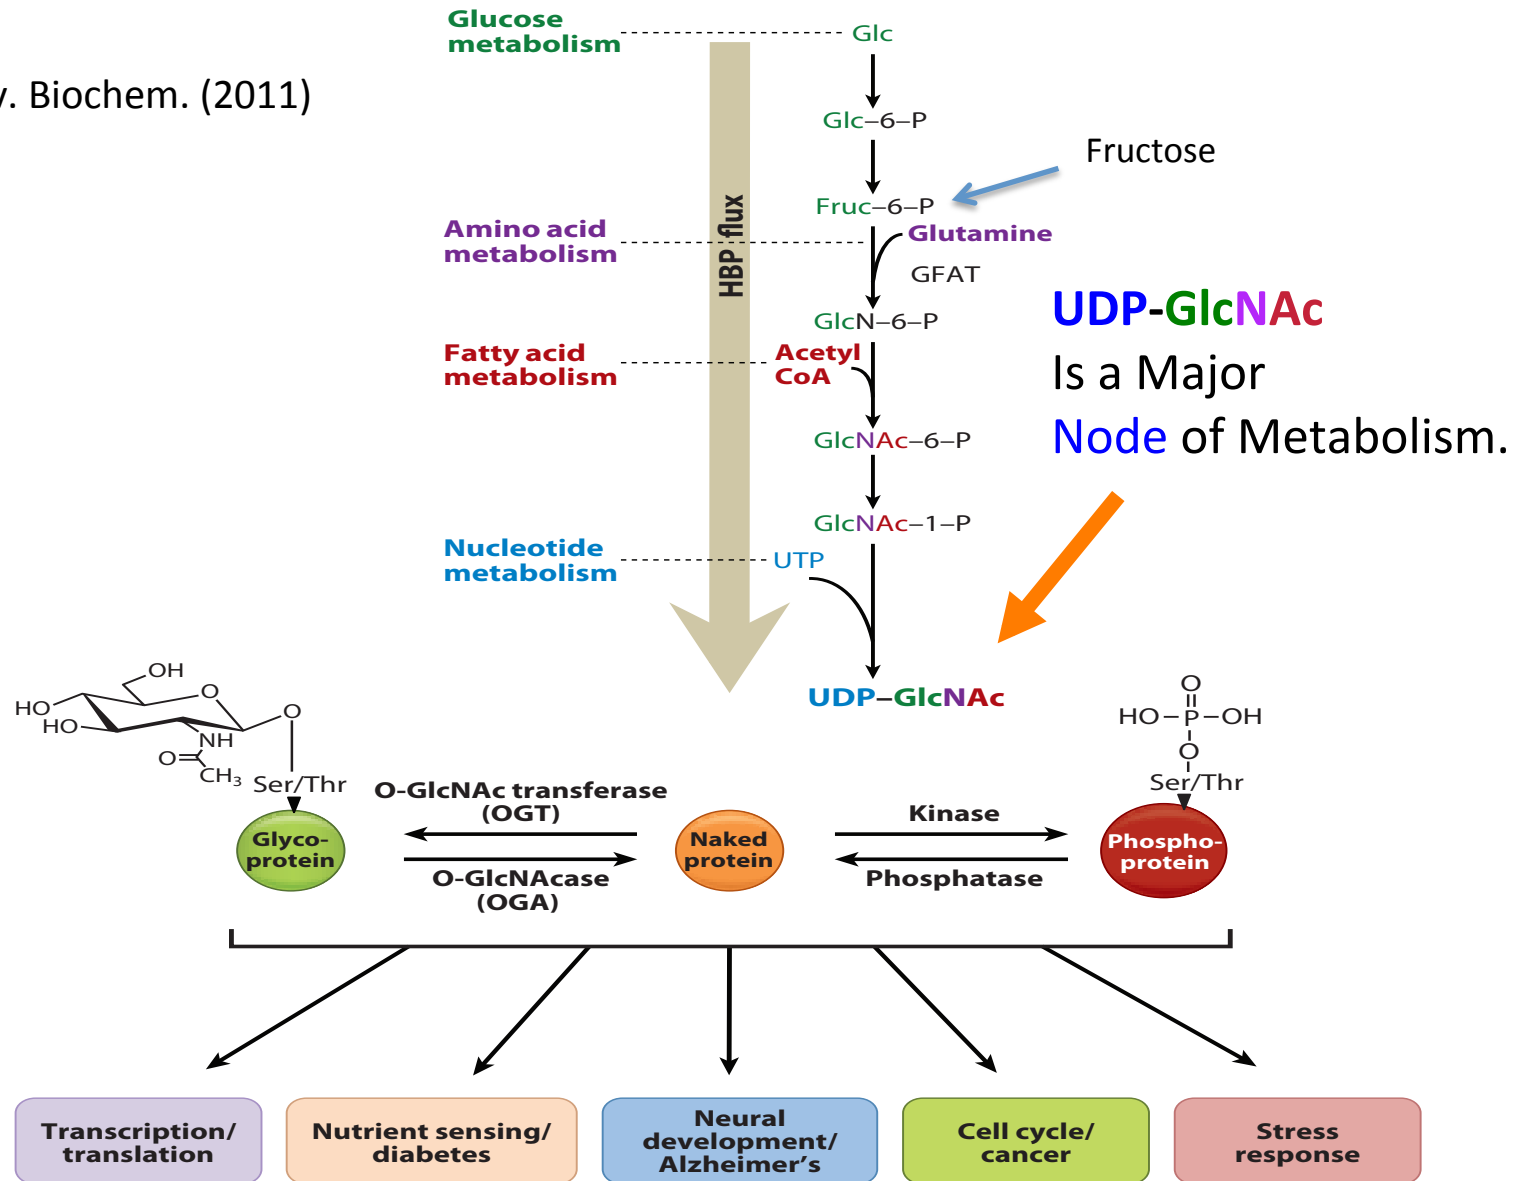 Glucose
metabolism
Glc
v. Biochem. (2011)
Glc–6–P
Fructose
Fruc–6–P
HBP flux
Amino acid
metabolism
Glutamine
GFAT
UDP-GlcNAc
Is a Major
Node of Metabolism.
GlcN–6–P
Fatty acid
metabolism
Acetyl
CoA
GlcNAc–6–P
GlcNAc–1–P
Nucleotide
metabolism
UTP
UDP–GlcNAc
OH
O
HO
HO
O
NH
O
CH3
Ser/Thr
O
HO–P–OH
O
Ser/Thr
O-GlcNAc transferase
(OGT)
Kinase
Glyco-
protein
Naked
protein
Phospho-
protein
O-GlcNAcase
(OGA)
Phosphatase
Transcription/
translation
Nutrient sensing/
diabetes
Neural
development/
Alzheimer’s
Cell cycle/
cancer
Stress
response